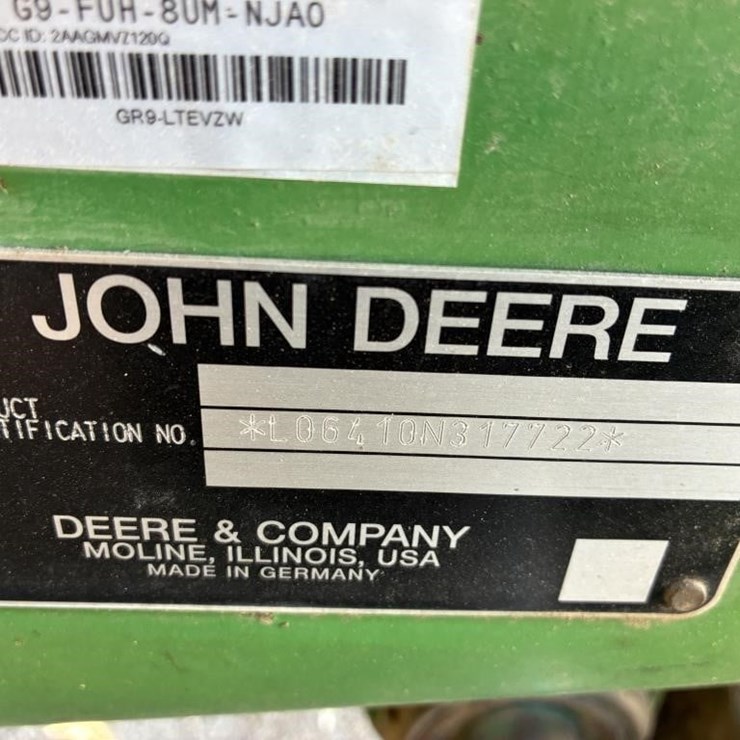 G9-FUH-8UM-NJA0
CC ID: 2AAGMVZ120Q
GR9-LTEVZW
JOHN DEERE
UCT
TIFICATION NO.
*L06410N317722*
DEERE & COMPANY
MOLINE, ILLINOIS, USA
MADE IN GERMANY